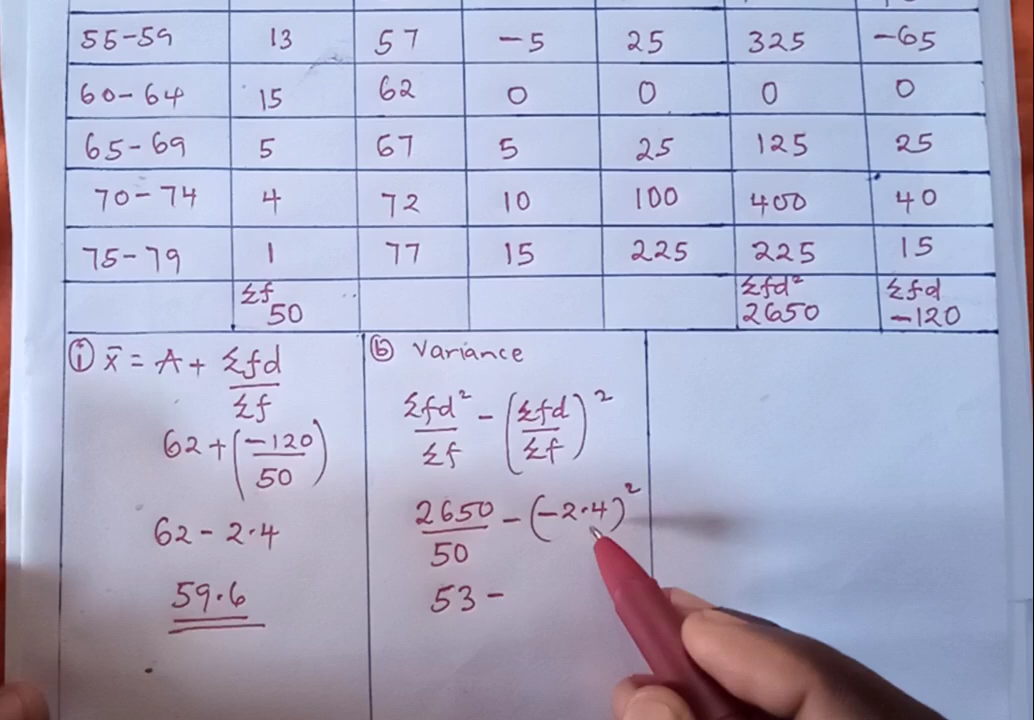 55-59 13 57 -5 25 325 -65
60-64 15 62 0 0 0 0
65-69 5 67 5 25 125 25
70-74 4 72 10 100 400 40
75-79 1 77 15 225 225 15
Σf 50 Σfd² 2650 Σfd -120
(i) x̄ = A + Σfd/Σf
62 + (-120/50)
62 - 2.4
59.6
(b) Variance
Σfd²/Σf - (Σfd/Σf)²
2650/50 - (-2.4)²
53 -